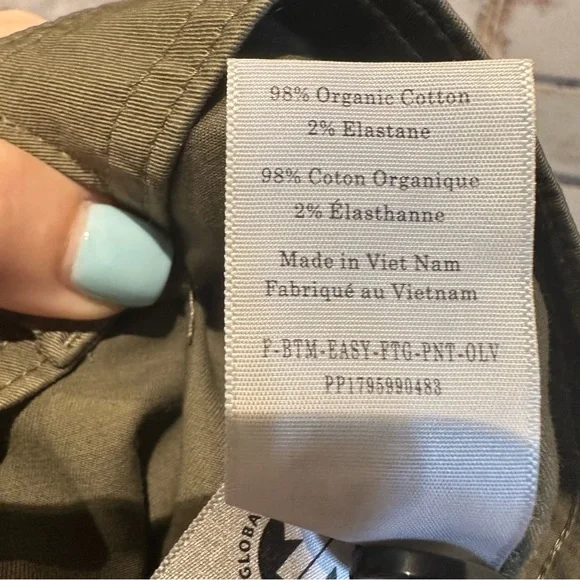 98% Organic Cotton
2% Elastane
98% Coton Organique
2% Élasthanne
Made in Viet Nam
Fabriqué au Vietnam
F-BTM-EASY-FTG-PNT-OLV
PP1795990483
GLOBAL